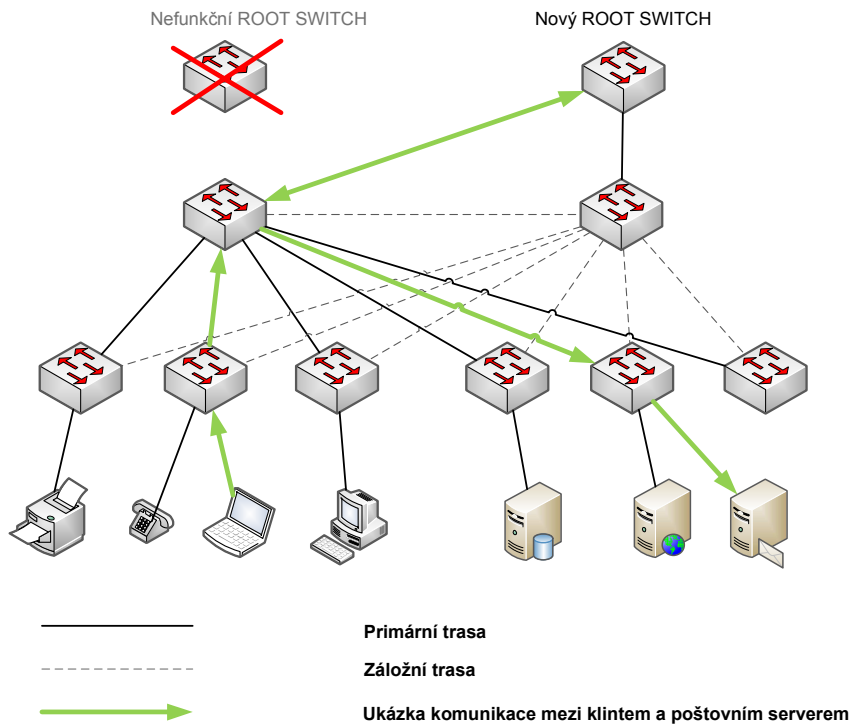 Nefunkční ROOT SWITCH
Nový ROOT SWITCH
Primární trasa
Záložní trasa
Ukázka komunikace mezi klintem a poštovním serverem